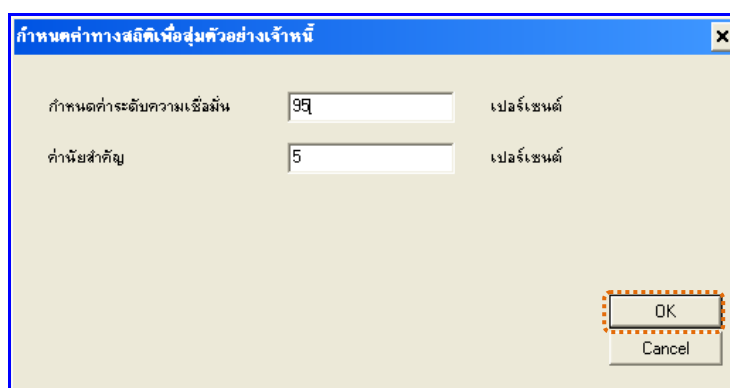 กำหนดค่าทางสถิติเพื่อสุ่มตัวอย่างเจ้าหนี้
กำหนดค่าระดับความเชื่อมั่น 95 เปอร์เซนต์
ค่านัยสำคัญ 5 เปอร์เซนต์
OK
Cancel